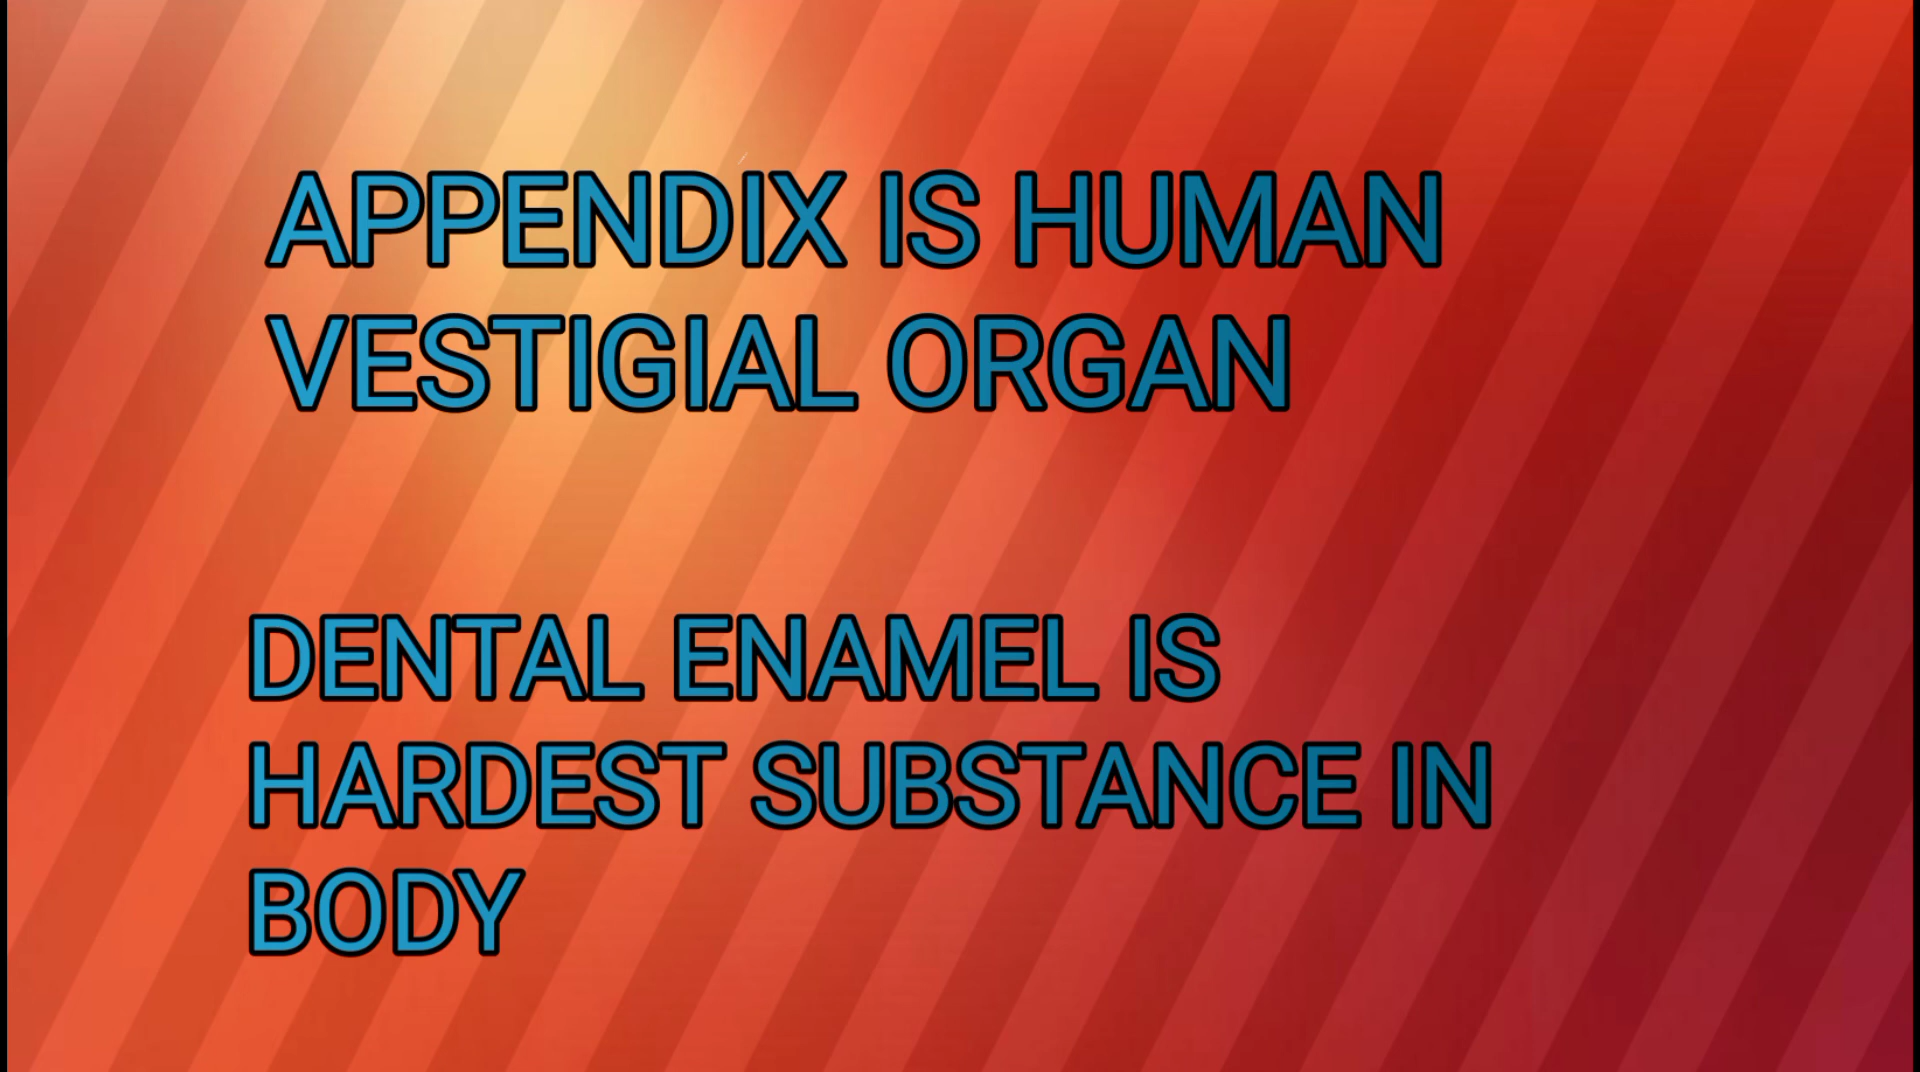 APPENDIX IS HUMAN
VESTIGIAL ORGAN
DENTAL ENAMEL IS
HARDEST SUBSTANCE IN
BODY